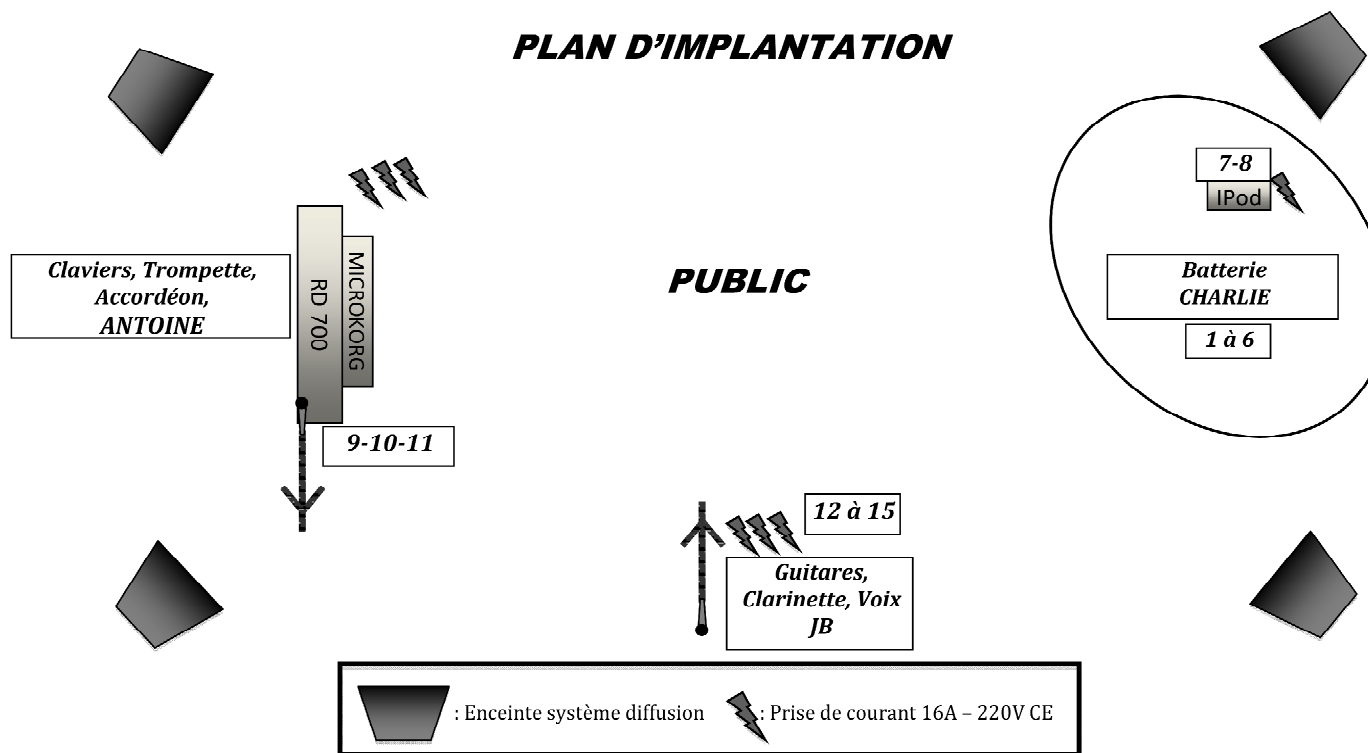 PLAN D'IMPLANTATION
7-8
IPod
Claviers, Trompette,
Accordéon,
ANTOINE
RD 700
MICROKORG
PUBLIC
Batterie
CHARLIE
1 à 6
9-10-11
12 à 15
Guitares,
Clarinette, Voix
JB
: Enceinte système diffusion
: Prise de courant 16A – 220V CE